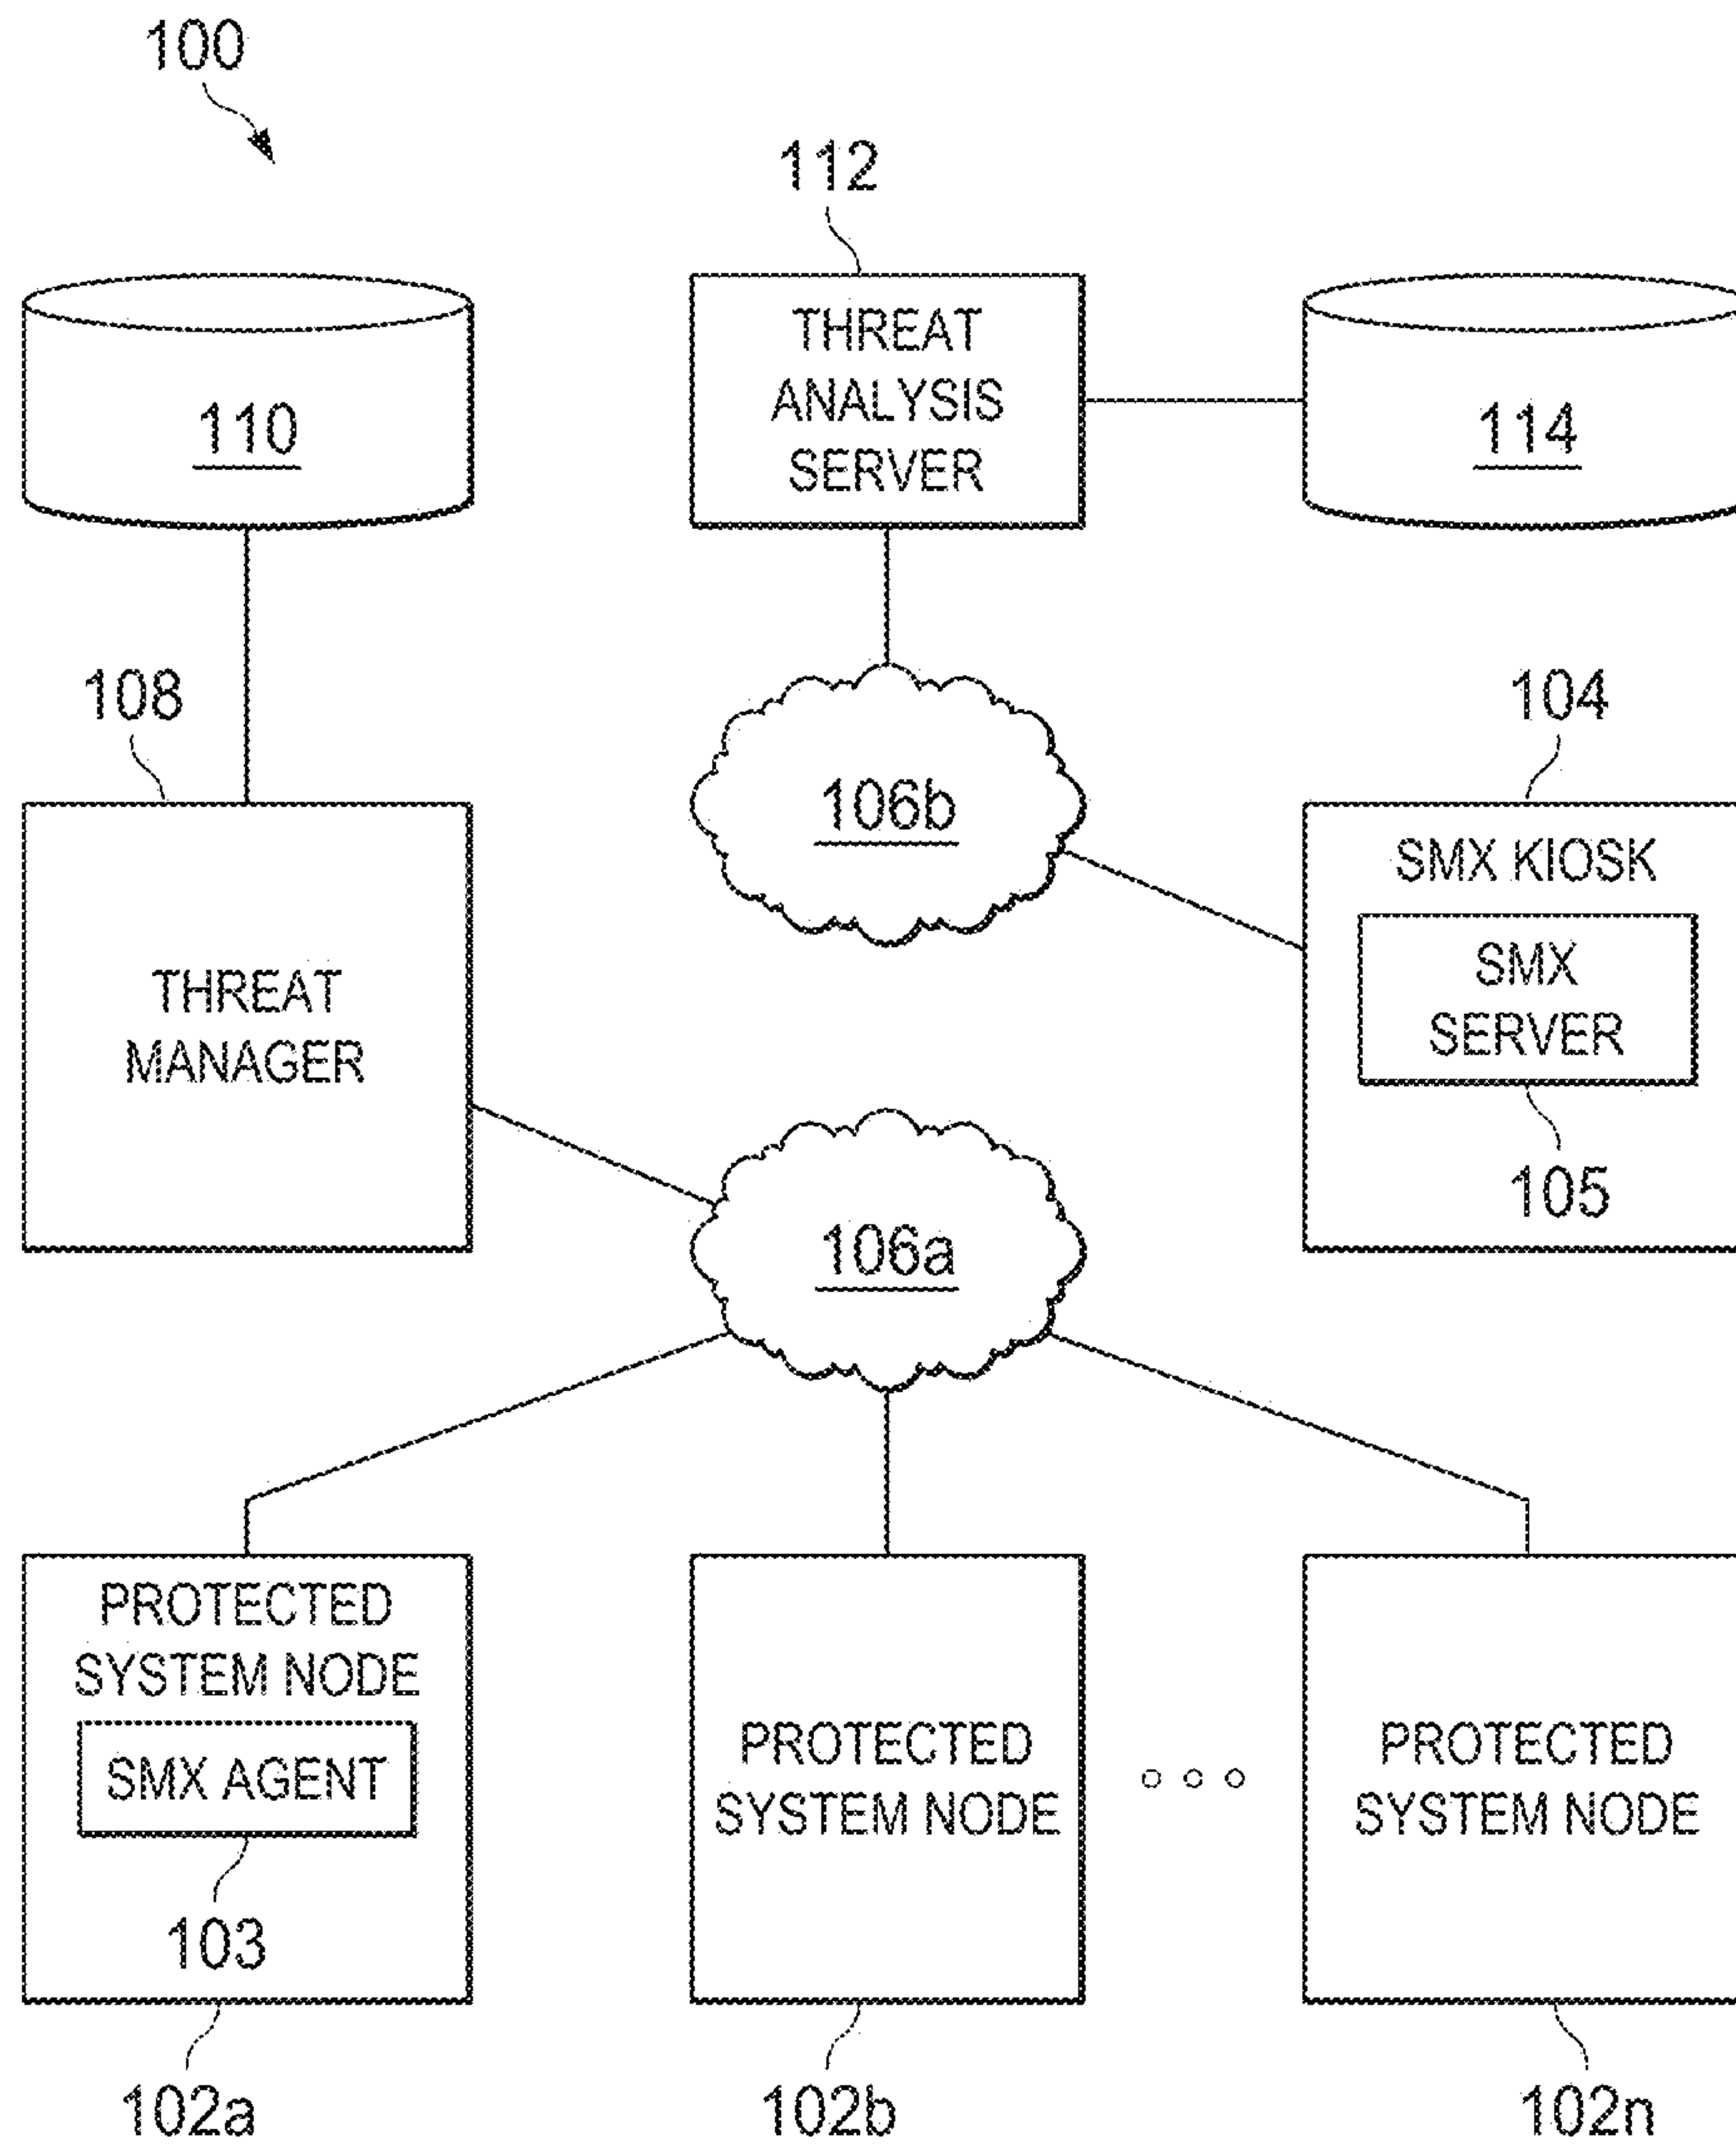 100
112
THREAT
ANALYSIS
SERVER
110
114
108
104
106b
SMX KIOSK
SMX
SERVER
THREAT
MANAGER
105
106a
PROTECTED
SYSTEM NODE
SMX AGENT
103
PROTECTED
SYSTEM NODE
PROTECTED
SYSTEM NODE
102a
102b
102n